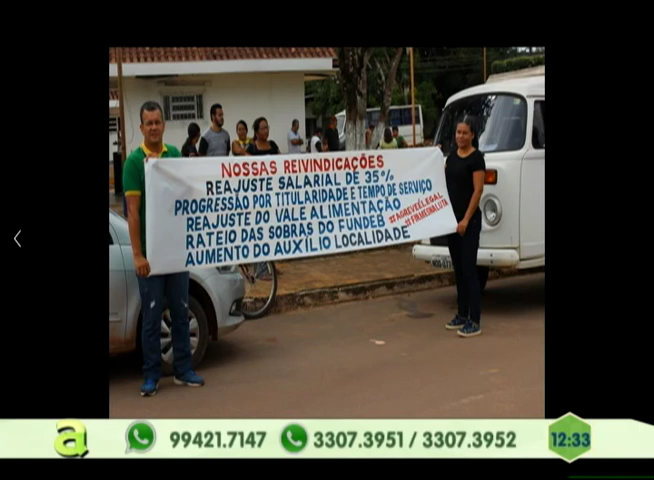 NOSSAS REIVINDICAÇÕES
REAJUSTE SALARIAL DE 35%
PROGRESSÃO POR TITULARIDADE E TEMPO DE SERVIÇO
REAJUSTE DO VALE ALIMENTAÇÃO
RATEIO DAS SOBRAS DO FUNDEB
AUMENTO DO AUXÍLIO LOCALIDADE
#AGREVEÉLEGAL
a
99421.7147
3307.3951 / 3307.3952
12:33